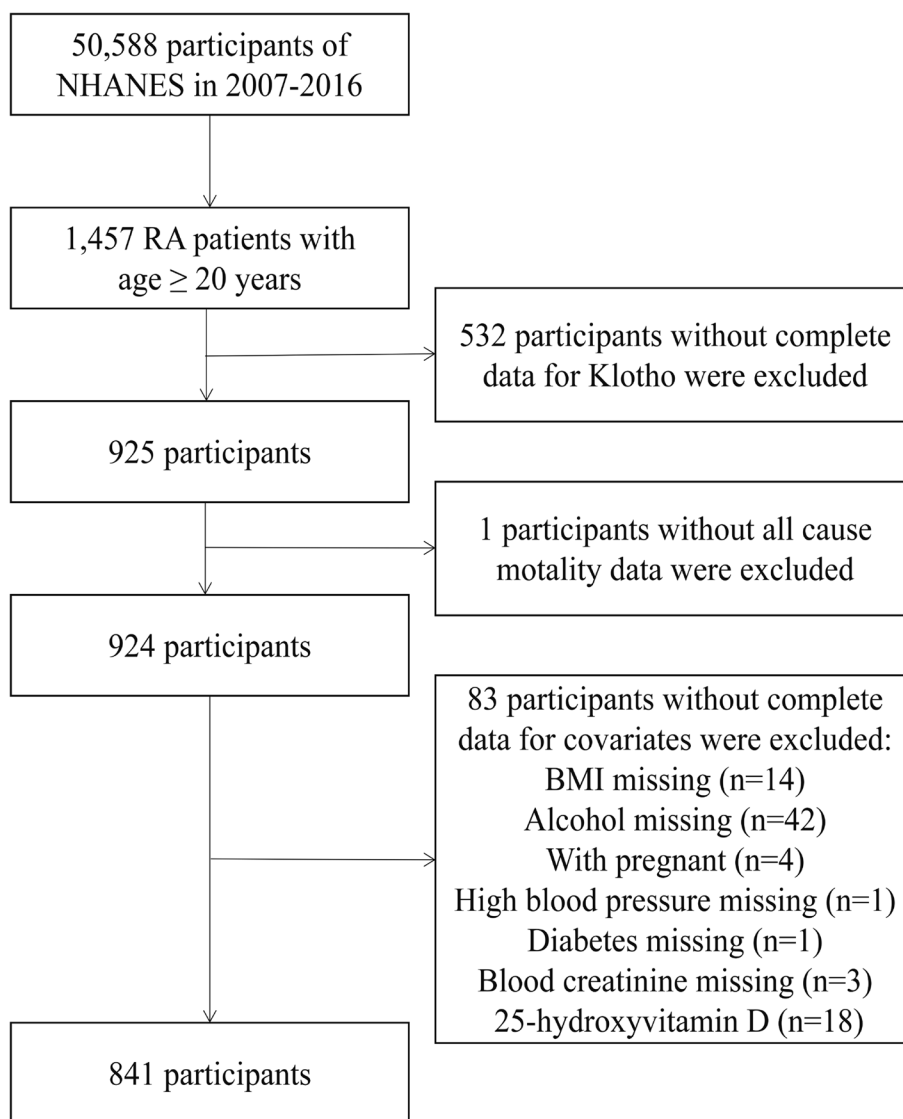 50,588 participants of
NHANES in 2007-2016
1,457 RA patients with
age ≥ 20 years
532 participants without complete
data for Klotho were excluded
925 participants
1 participants without all cause
motality data were excluded
924 participants
83 participants without complete
data for covariates were excluded:
BMI missing (n=14)
Alcohol missing (n=42)
With pregnant (n=4)
High blood pressure missing (n=1)
Diabetes missing (n=1)
Blood creatinine missing (n=3)
25-hydroxyvitamin D (n=18)
841 participants